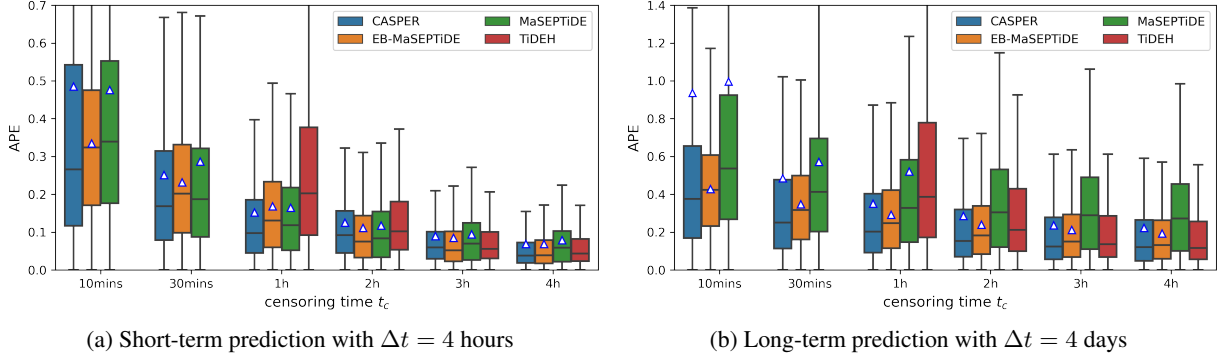 0.7
0.6
0.5
0.4
0.3
0.2
0.1
0.0
APE
CASPER
EB-MaSEPTiDE
MaSEPTiDE
TiDEH
10mins 30mins 1h 2h 3h 4h
censoring time t_c
(a) Short-term prediction with Δt = 4 hours
1.4
1.2
1.0
0.8
0.6
0.4
0.2
0.0
APE
CASPER
EB-MaSEPTiDE
MaSEPTiDE
TiDEH
10mins 30mins 1h 2h 3h 4h
censoring time t_c
(b) Long-term prediction with Δt = 4 days